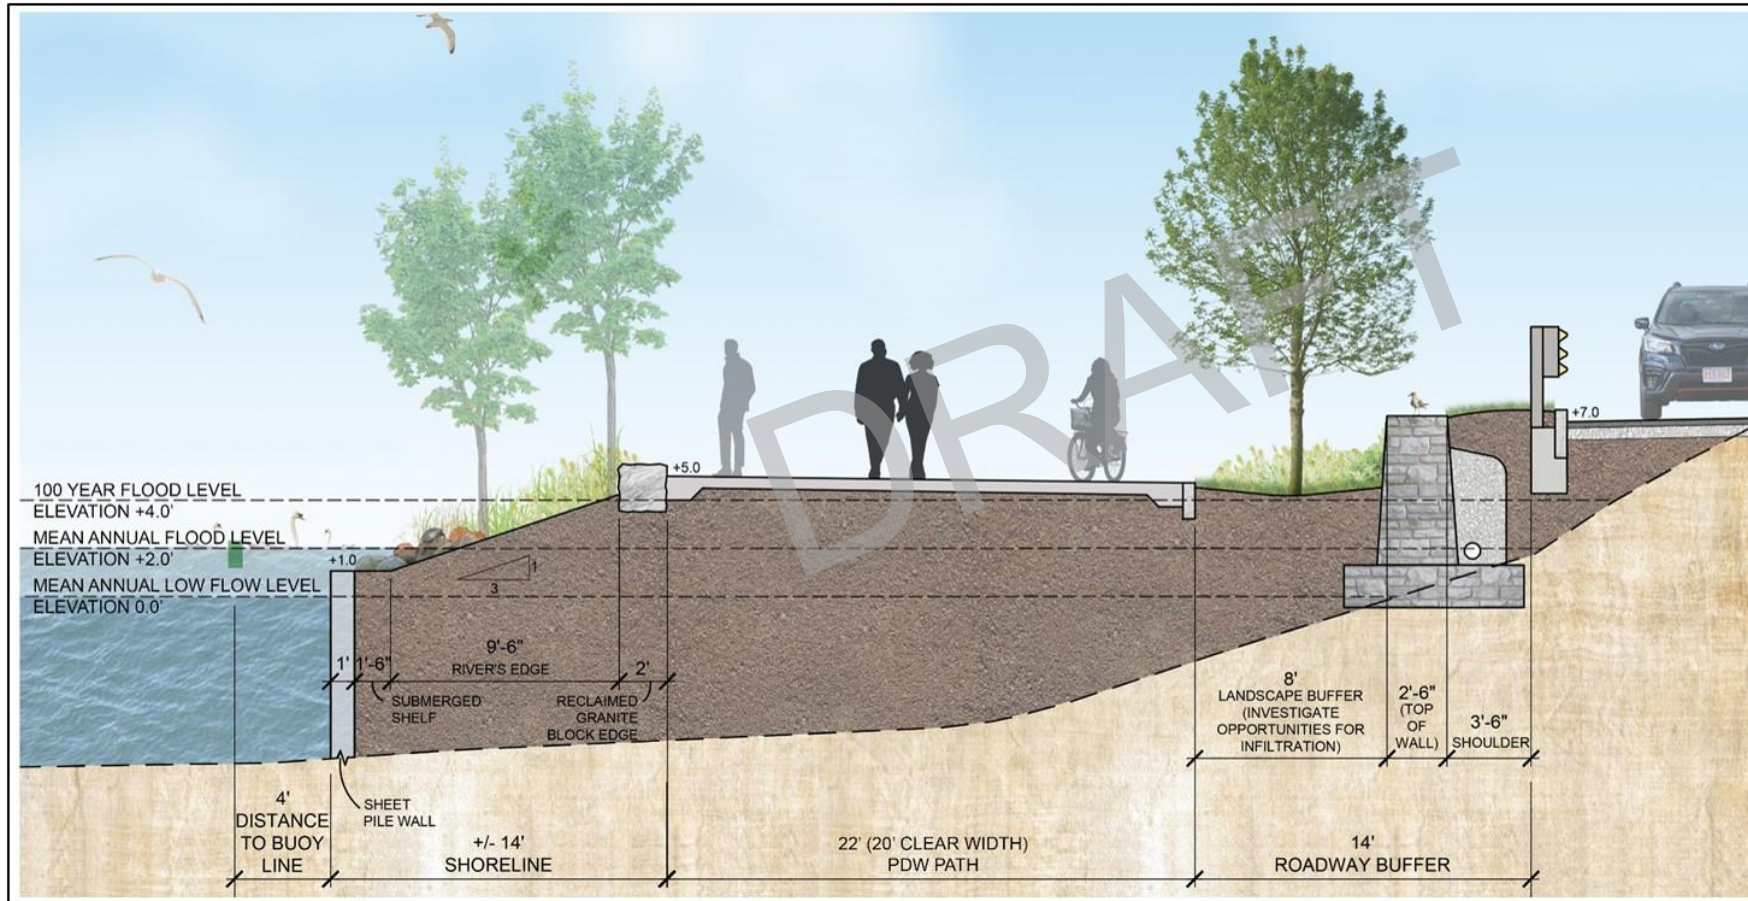 DRAFT
100 YEAR FLOOD LEVEL
ELEVATION +4.0'
MEAN ANNUAL FLOOD LEVEL
ELEVATION +2.0'
MEAN ANNUAL LOW FLOW LEVEL
ELEVATION 0.0'
+1.0
+5.0
+7.0
1
3
1'
1'-6"
9'-6"
RIVER'S EDGE
2'
SUBMERGED
SHELF
RECLAIMED
GRANITE
BLOCK EDGE
8'
LANDSCAPE BUFFER
(INVESTIGATE
OPPORTUNITIES FOR
INFILTRATION)
2'-6"
(TOP
OF
WALL)
3'-6"
SHOULDER
SHEET
PILE WALL
4'
DISTANCE
TO BUOY
LINE
+/- 14'
SHORELINE
22' (20' CLEAR WIDTH)
PDW PATH
14'
ROADWAY BUFFER